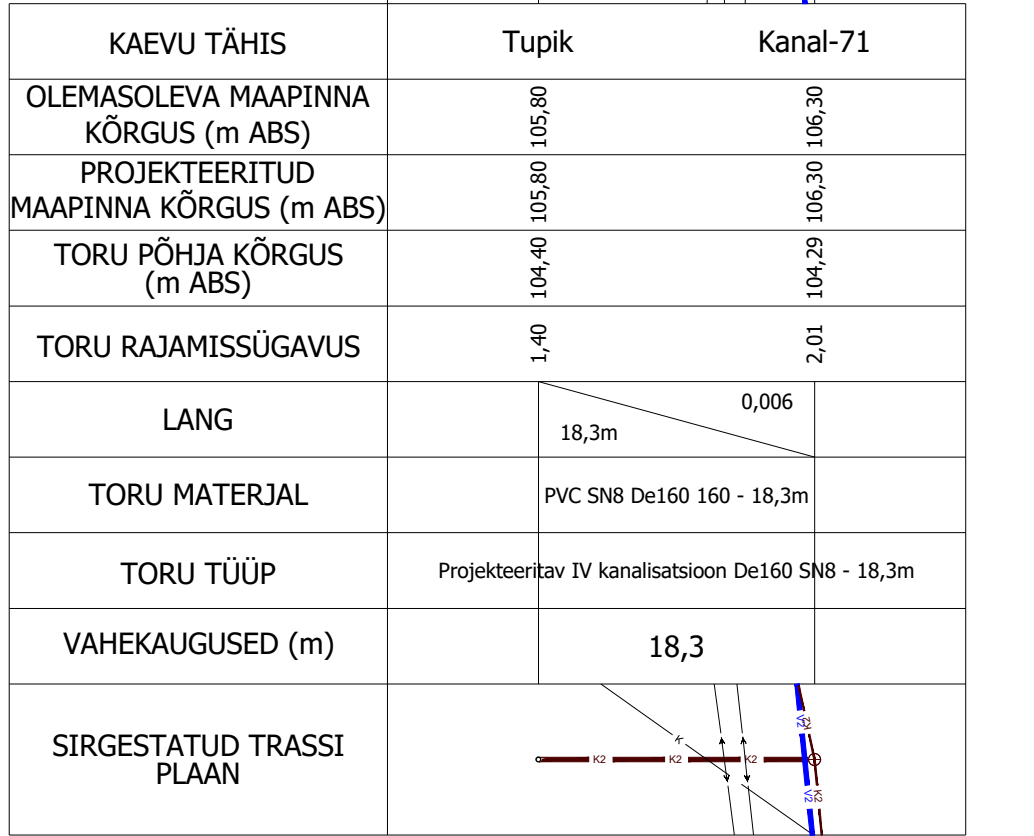 KAEVU TÄHIS
Tupik
Kanal-71
OLEMASOLEVA MAAPINNA
KÕRGUS (m ABS)
105,80
106,30
PROJEKTEERITUD
MAAPINNA KÕRGUS (m ABS)
105,80
106,30
TORU PÕHJA KÕRGUS
(m ABS)
104,40
104,29
TORU RAJAMISSÜGAVUS
1,40
2,01
LANG
0,006
18,3m
TORU MATERJAL
PVC SN8 De160 160 - 18,3m
TORU TÜÜP
Projekteeritav IV kanalisatsioon De160 SN8 - 18,3m
VAHEKAUGUSED (m)
18,3
SIRGESTATUD TRASSI
PLAAN
K
K2
K2
K2
V2
K2
V2
K2